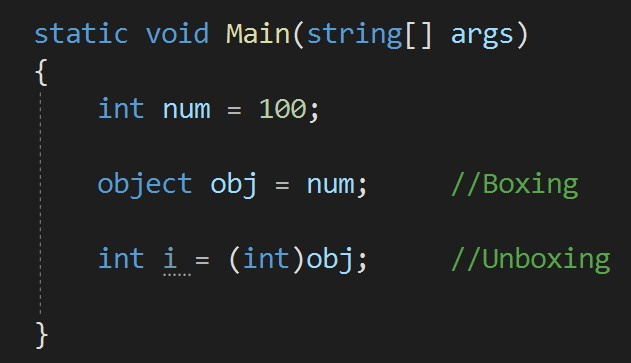 static void Main(string[] args)
{
int num = 100;
object obj = num; //Boxing
int i = (int)obj; //Unboxing
}